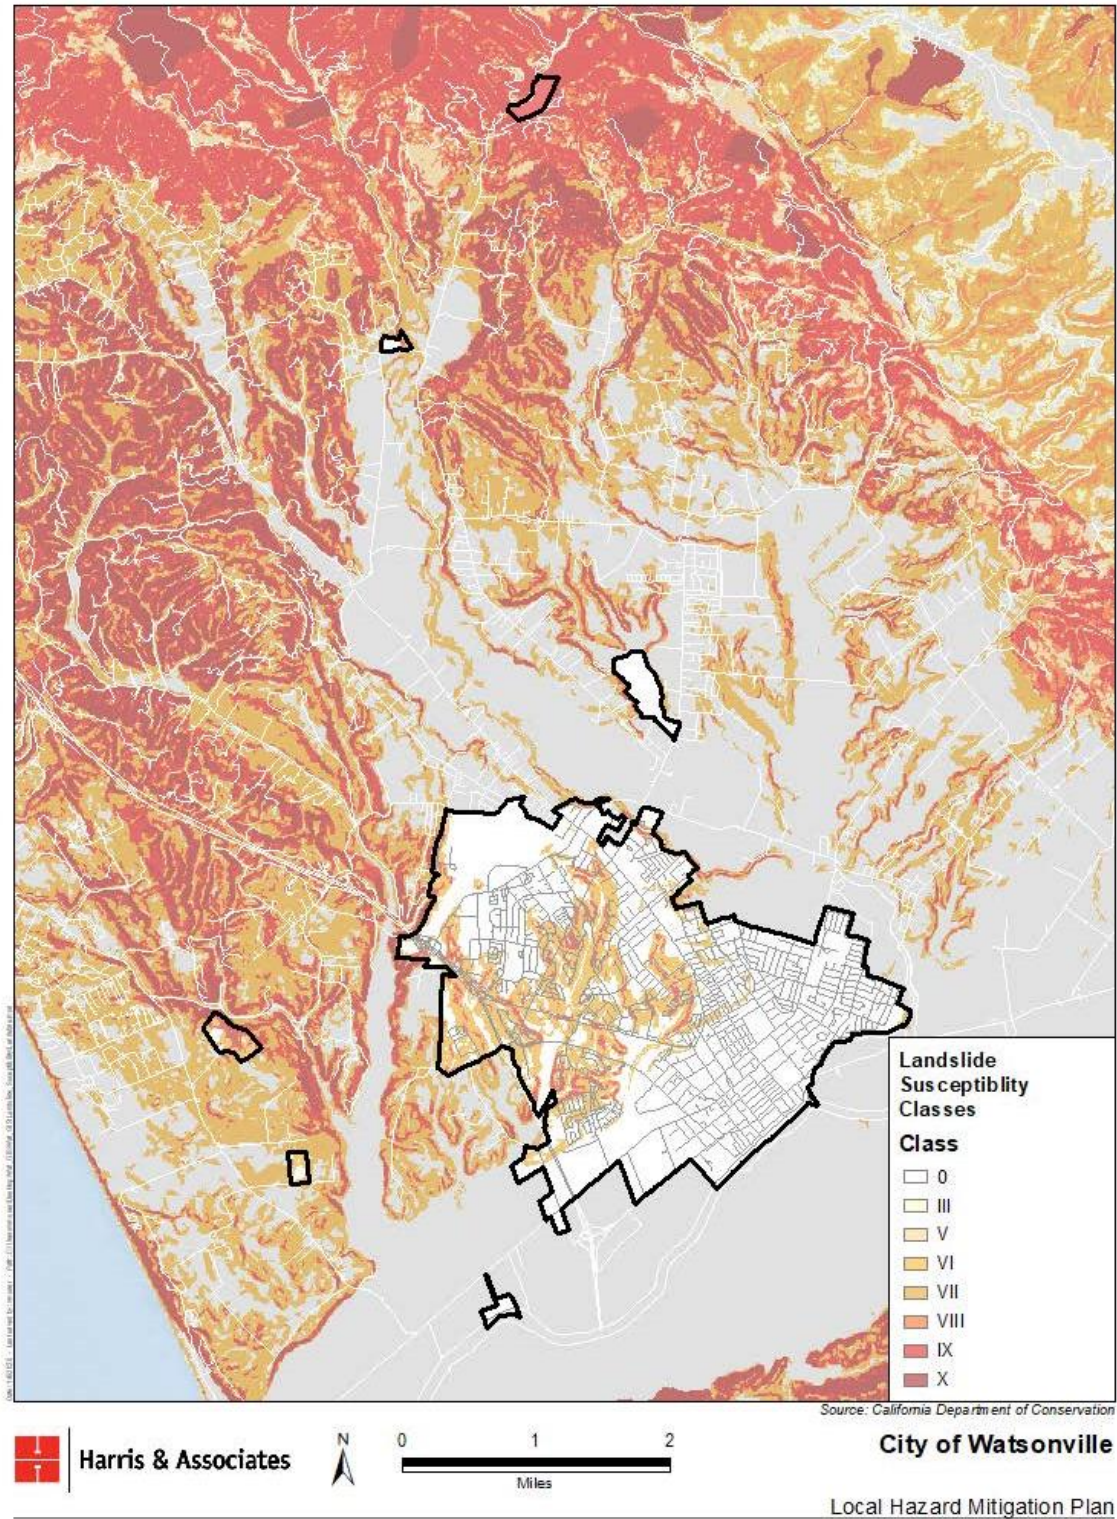 Landslide
Susceptiblity
Classes
Class
0
III
V
VI
VII
VIII
IX
X
Source: California Department of Conservation
Harris & Associates
N
0 1 2
Miles
City of Watsonville
Local Hazard Mitigation Plan